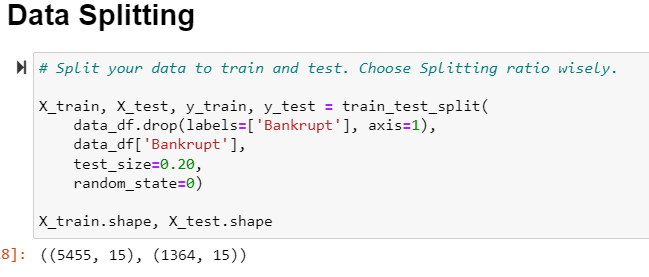 Data Splitting
# Split your data to train and test. Choose Splitting ratio wisely.
X_train, X_test, y_train, y_test = train_test_split(
    data_df.drop(labels=['Bankrupt'], axis=1),
    data_df['Bankrupt'],
    test_size=0.20,
    random_state=0)
X_train.shape, X_test.shape
8]: ((5455, 15), (1364, 15))